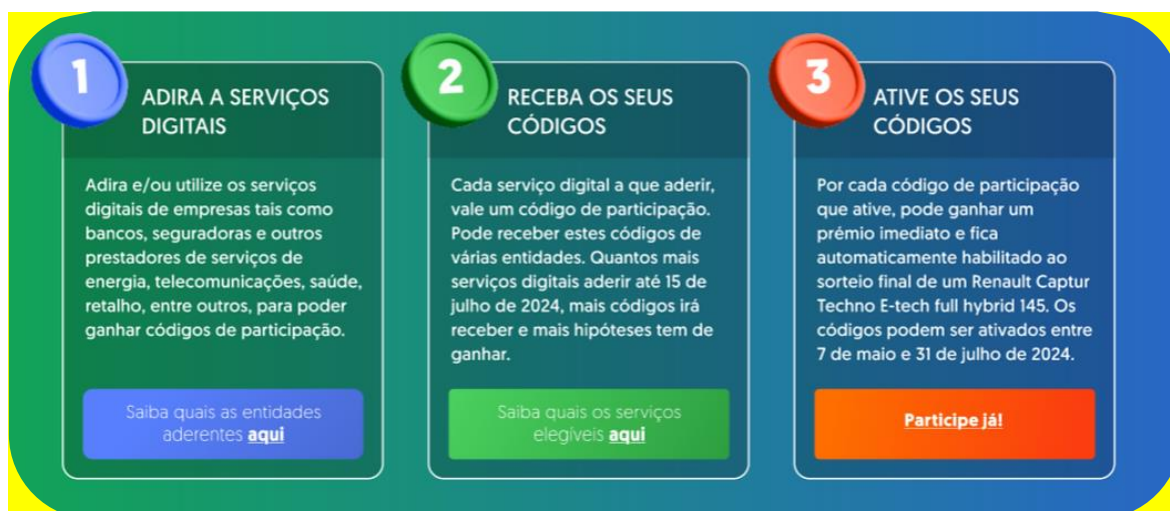 1
ADIRA A SERVIÇOS
DIGITAIS
Adira e/ou utilize os serviços
digitais de empresas tais como
bancos, seguradoras e outros
prestadores de serviços de
energia, telecomunicações, saúde,
retalho, entre outros, para poder
ganhar códigos de participação.
Saiba quais as entidades
aderentes aqui
2
RECEBA OS SEUS
CÓDIGOS
Cada serviço digital a que aderir,
vale um código de participação.
Pode receber estes códigos de
várias entidades. Quantos mais
serviços digitais aderir até 15 de
julho de 2024, mais códigos irá
receber e mais hipóteses tem de
ganhar.
Saiba quais os serviços
elegíveis aqui
3
ATIVE OS SEUS
CÓDIGOS
Por cada código de participação
que ative, pode ganhar um
prémio imediato e fica
automaticamente habilitado ao
sorteio final de um Renault Captur
Techno E-tech full hybrid 145. Os
códigos podem ser ativados entre
7 de maio e 31 de julho de 2024.
Participe já!